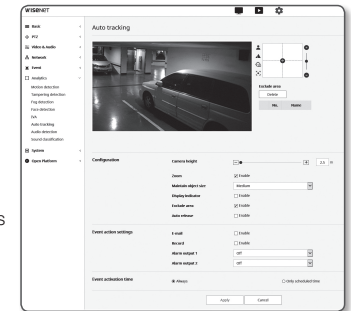 WISENET
Basic
PTZ
Video & Audio
Network
Event
Analytics
Motion detection
Tampering detection
Fog detection
Face detection
IVA
Auto tracking
Audio detection
Sound classification
System
Open Platform
Auto tracking
Exclude area
Delete
No. Name
Configuration
Camera height 2.5
Zoom Enable
Maintain object size Medium
Display indicator Enable
Exclude area Enable
Auto release Enable
Event action settings
E-mail Enable
Record Enable
Alarm output 1 Off
Alarm output 2 Off
Event activation time
Always Only scheduled time
Apply Cancel
s